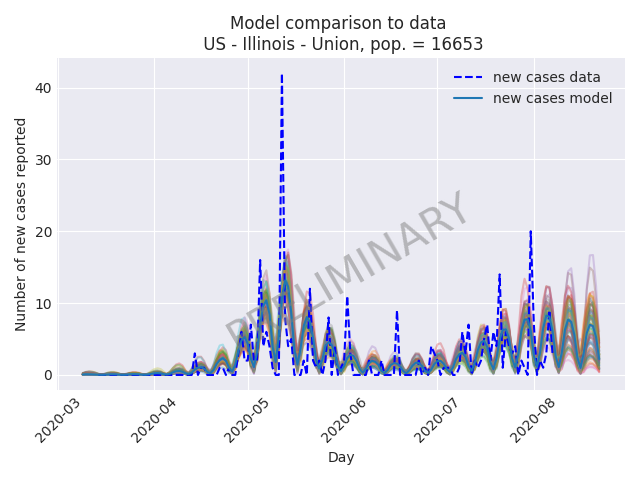 Model comparison to data
US - Illinois - Union, pop. = 16653
new cases data
new cases model
Number of new cases reported
40
30
20
10
0
PRELIMINARY
2020-03
2020-04
2020-05
2020-06
2020-07
2020-08
Day